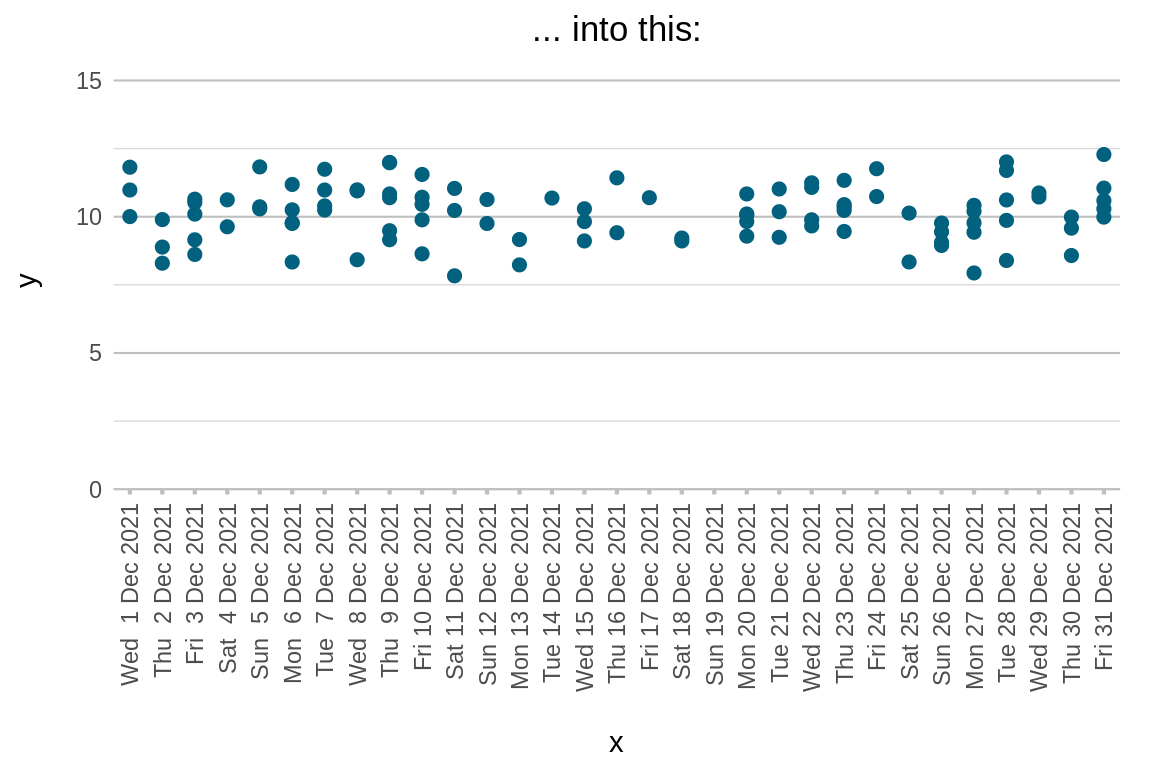 ... into this:
15
10
5
0
y
Wed  1 Dec 2021
Thu  2 Dec 2021
Fri  3 Dec 2021
Sat  4 Dec 2021
Sun  5 Dec 2021
Mon  6 Dec 2021
Tue  7 Dec 2021
Wed  8 Dec 2021
Thu  9 Dec 2021
Fri 10 Dec 2021
Sat 11 Dec 2021
Sun 12 Dec 2021
Mon 13 Dec 2021
Tue 14 Dec 2021
Wed 15 Dec 2021
Thu 16 Dec 2021
Fri 17 Dec 2021
Sat 18 Dec 2021
Sun 19 Dec 2021
Mon 20 Dec 2021
Tue 21 Dec 2021
Wed 22 Dec 2021
Thu 23 Dec 2021
Fri 24 Dec 2021
Sat 25 Dec 2021
Sun 26 Dec 2021
Mon 27 Dec 2021
Tue 28 Dec 2021
Wed 29 Dec 2021
Thu 30 Dec 2021
Fri 31 Dec 2021
x